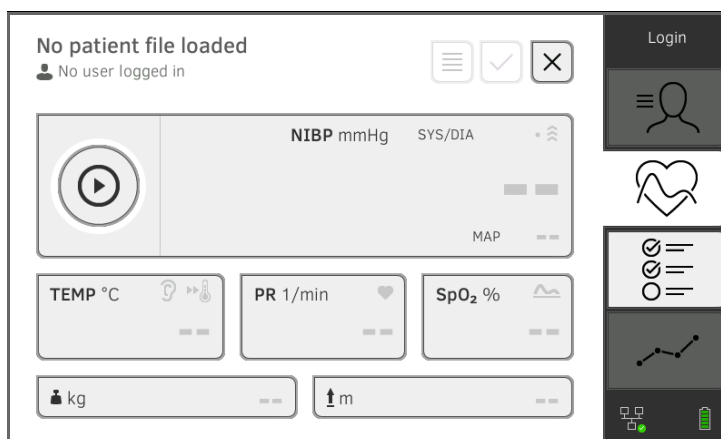 No patient file loaded
No user logged in
Login
NIBP mmHg SYS/DIA
-- --
MAP --
TEMP °C
--
PR 1/min
--
SpO₂ %
--
kg --
m --